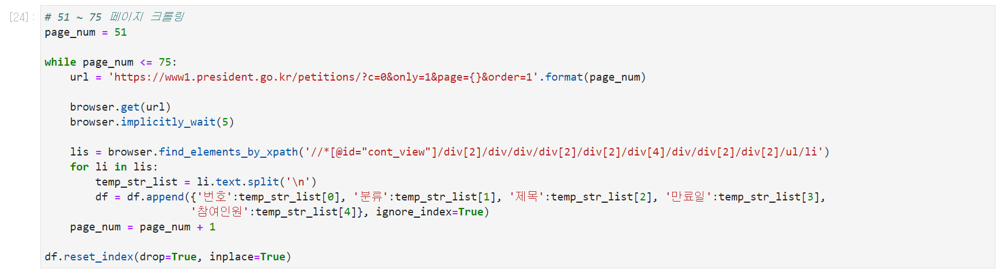 [24]:
# 51 ~ 75 페이지 크롤링
page_num = 51
while page_num <= 75:
    url = 'https://www1.president.go.kr/petitions/?c=0&only=1&page={}&order=1'.format(page_num)
    browser.get(url)
    browser.implicitly_wait(5)
    lis = browser.find_elements_by_xpath('//*[@id="cont_view"]/div[2]/div/div/div[2]/div[2]/div[4]/div/div[2]/div[2]/ul/li')
    for li in lis:
        temp_str_list = li.text.split('\n')
        df = df.append({'번호':temp_str_list[0], '분류':temp_str_list[1], '제목':temp_str_list[2], '만료일':temp_str_list[3],
                       '참여인원':temp_str_list[4]}, ignore_index=True)
    page_num = page_num + 1
df.reset_index(drop=True, inplace=True)